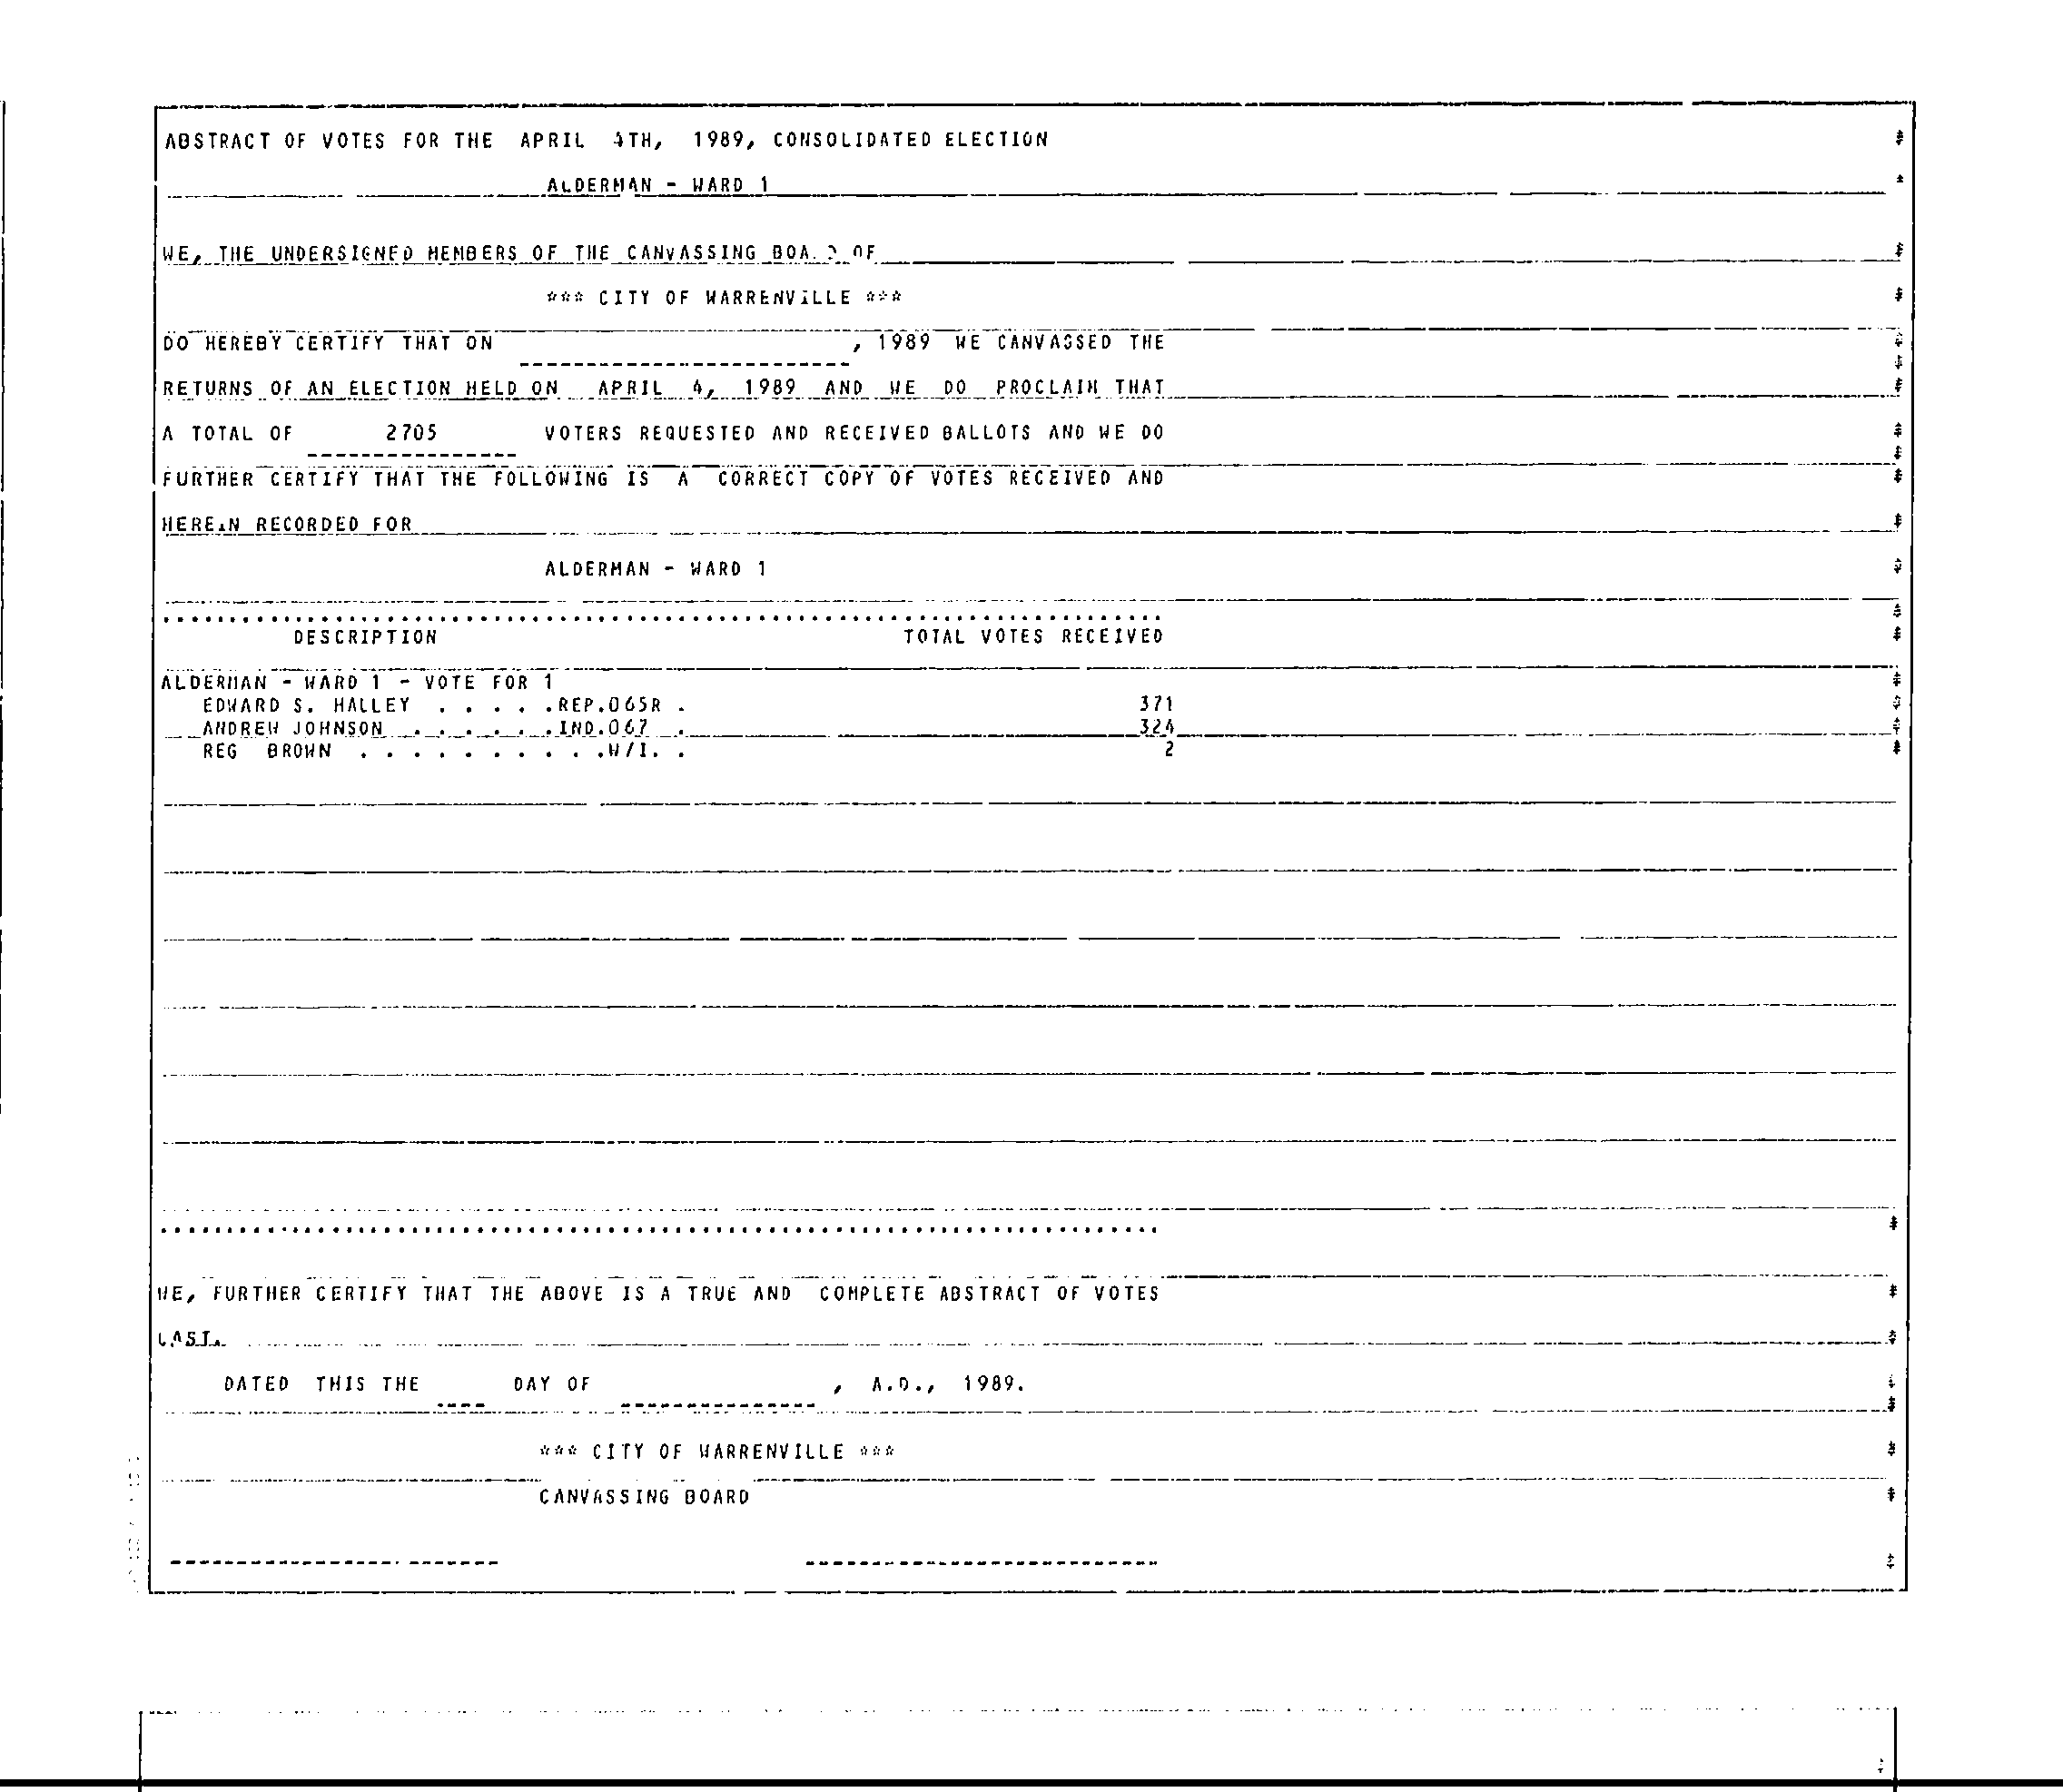 ABSTRACT OF VOTES FOR THE APRIL 4TH, 1989, CONSOLIDATED ELECTION
ALDERMAN - WARD 1
WE, THE UNDERSIGNED MEMBERS OF THE CANVASSING OF
*** CITY OF WARRENVILLE ***
DO HEREBY CERTIFY THAT ON , 1989 WE CANVASSED THE
RETURNS OF AN ELECTION HELD ON APRIL 4, 1989 AND WE DO PROCLAIM THAT
A TOTAL OF 2705 VOTERS REQUESTED AND RECEIVED BALLOTS AND WE DO
FURTHER CERTIFY THAT THE FOLLOWING IS A CORRECT COPY OF VOTES RECEIVED AND
HEREIN RECORDED FOR
ALDERMAN - WARD 1
DESCRIPTION TOTAL VOTES RECEIVED
ALDERMAN - WARD 1 - VOTE FOR 1
EDWARD S. HALLEY . . . . .REP.065R . 371
ANDREW JOHNSON . . . . . .IND.067 . 324
REG BROWN . . . . . . . . . .W/I. . 2
WE, FURTHER CERTIFY THAT THE ABOVE IS A TRUE AND COMPLETE ABSTRACT OF VOTES
CAST.
DATED THIS THE DAY OF , A.D., 1989.
*** CITY OF WARRENVILLE ***
CANVASSING BOARD